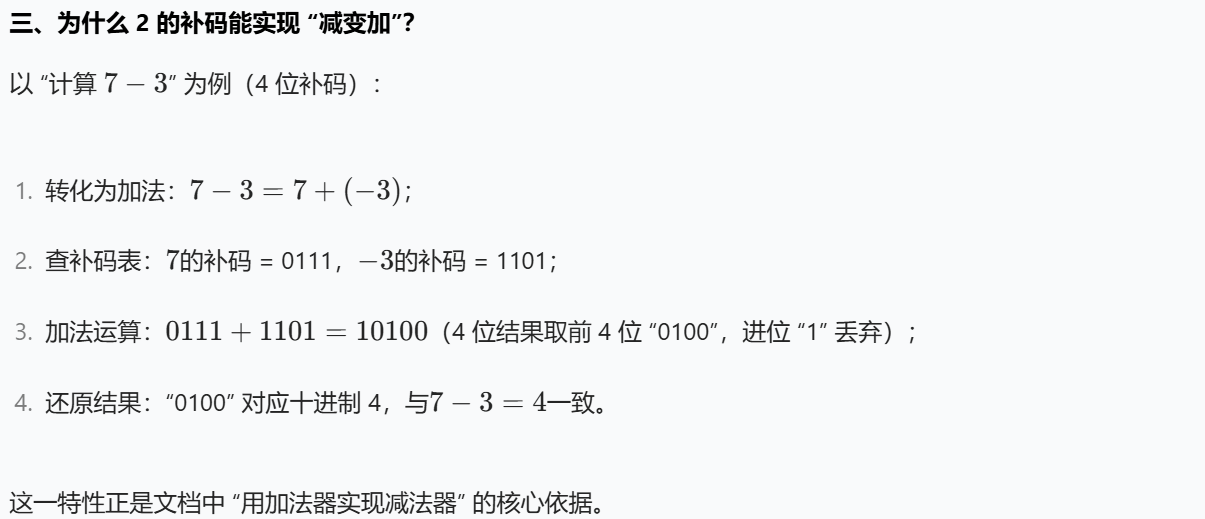 三、为什么 2 的补码能实现 “减变加”？
以 “计算 7 − 3” 为例（4 位补码）：
1. 转化为加法：7 − 3 = 7 + (−3)；
2. 查补码表：7的补码 = 0111，−3的补码 = 1101；
3. 加法运算：0111 + 1101 = 10100（4 位结果取前 4 位 “0100”，进位 “1” 丢弃）；
4. 还原结果：“0100” 对应十进制 4，与7 − 3 = 4一致。
这一特性正是文档中 “用加法器实现减法器” 的核心依据。